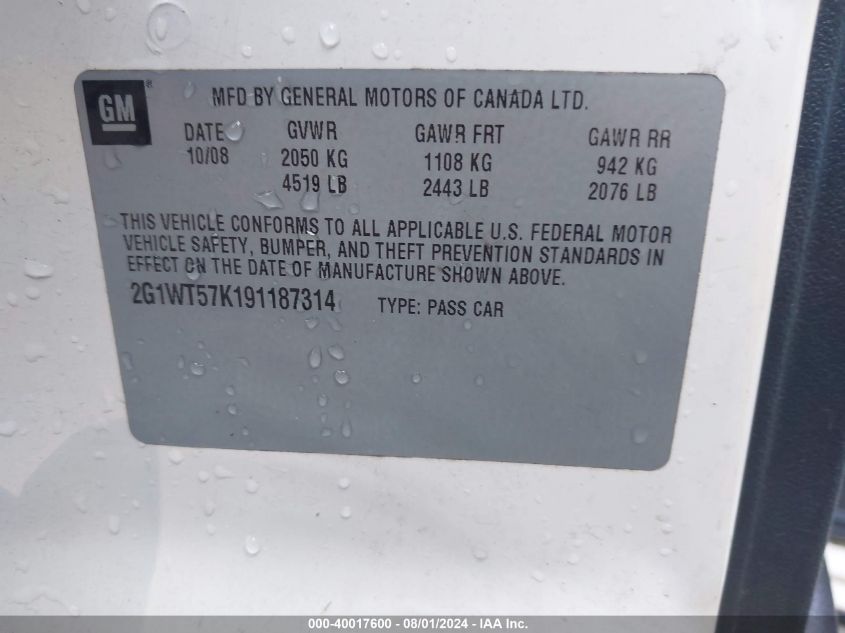 GM ®
MFD BY GENERAL MOTORS OF CANADA LTD.
DATE GVWR GAWR FRT GAWR RR
10/08 2050 KG 1108 KG 942 KG
4519 LB 2443 LB 2076 LB
THIS VEHICLE CONFORMS TO ALL APPLICABLE U.S. FEDERAL MOTOR
VEHICLE SAFETY, BUMPER, AND THEFT PREVENTION STANDARDS IN
EFFECT ON THE DATE OF MANUFACTURE SHOWN ABOVE.
2G1WT57K191187314 TYPE: PASS CAR
000-40017600 - 08/01/2024 - IAA Inc.